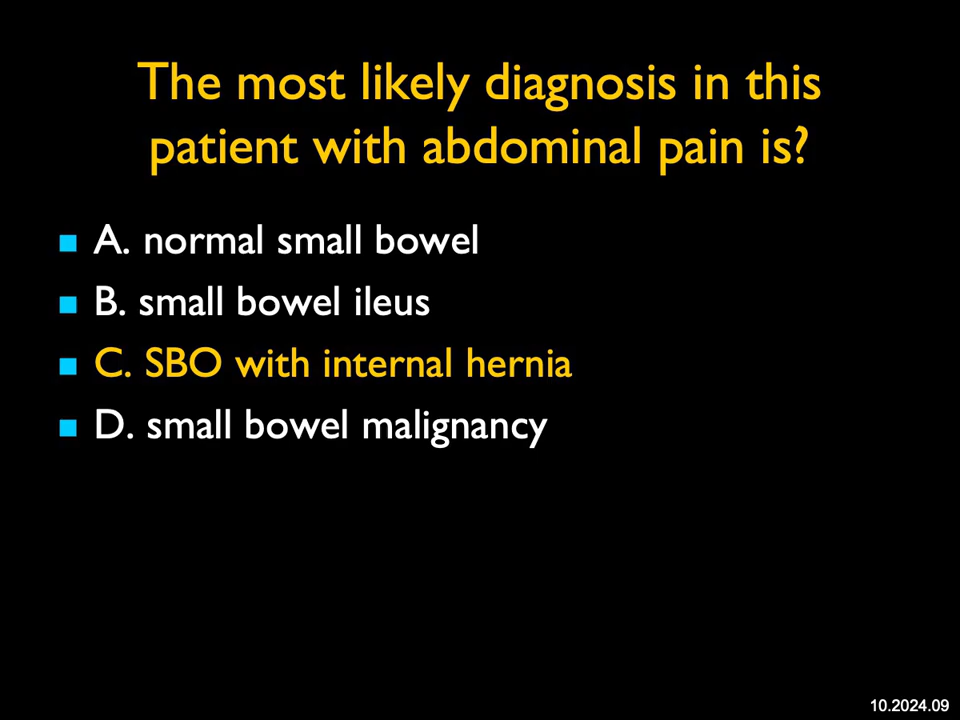 The most likely diagnosis in this
patient with abdominal pain is?
A. normal small bowel
B. small bowel ileus
C. SBO with internal hernia
D. small bowel malignancy
10.2024.09